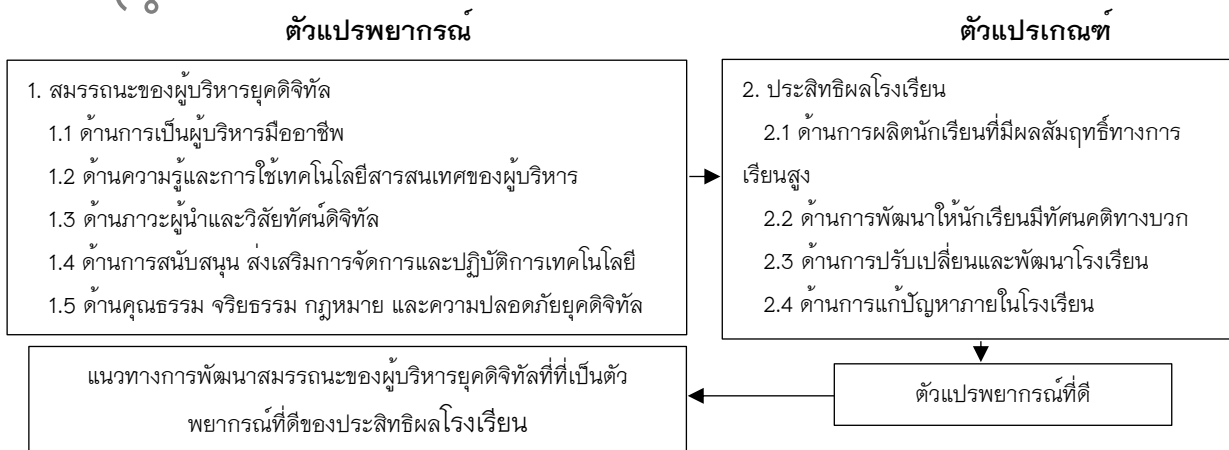 ตัวแปรพยากรณ์
ตัวแปรเกณฑ์
1. สมรรถนะของผู้บริหารยุคดิจิทัล
1.1 ด้านการเป็นผู้บริหารมืออาชีพ
1.2 ด้านความรู้และการใช้เทคโนโลยีสารสนเทศของผู้บริหาร
1.3 ด้านภาวะผู้นำและวิสัยทัศน์ดิจิทัล
1.4 ด้านการสนับสนุน ส่งเสริมการจัดการและปฏิบัติการเทคโนโลยี
1.5 ด้านคุณธรรม จริยธรรม กฎหมาย และความปลอดภัยยุคดิจิทัล
2. ประสิทธิผลโรงเรียน
2.1 ด้านการผลิตนักเรียนที่มีผลสัมฤทธิ์ทางการ
เรียนสูง
2.2 ด้านการพัฒนาให้นักเรียนมีทัศนคติทางบวก
2.3 ด้านการปรับเปลี่ยนและพัฒนาโรงเรียน
2.4 ด้านการแก้ปัญหาภายในโรงเรียน
ตัวแปรพยากรณ์ที่ดี
แนวทางการพัฒนาสมรรถนะของผู้บริหารยุคดิจิทัลที่ที่เป็นตัว
พยากรณ์ที่ดีของประสิทธิผลโรงเรียน